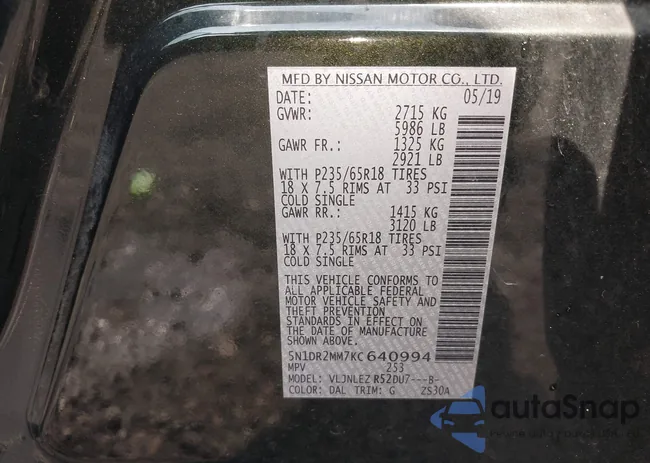 MFD BY NISSAN MOTOR CO., LTD.
DATE: 05/19
GVWR: 2715 KG
5986 LB
GAWR FR.: 1325 KG
2921 LB
WITH P235/65R18 TIRES
18 X 7.5 RIMS AT 33 PSI
COLD SINGLE
GAWR RR.: 1415 KG
3120 LB
WITH P235/65R18 TIRES
18 X 7.5 RIMS AT 33 PSI
COLD SINGLE
THIS VEHICLE CONFORMS TO
ALL APPLICABLE FEDERAL
MOTOR VEHICLE SAFETY AND
THEFT PREVENTION
STANDARDS IN EFFECT ON
THE DATE OF MANUFACTURE
SHOWN ABOVE.
5N1DR2MM7KC640994
MPV 253
MODEL: VLJNLEZ R52DU7---B-
COLOR: DAL TRIM: G ZS30A
autoSnap